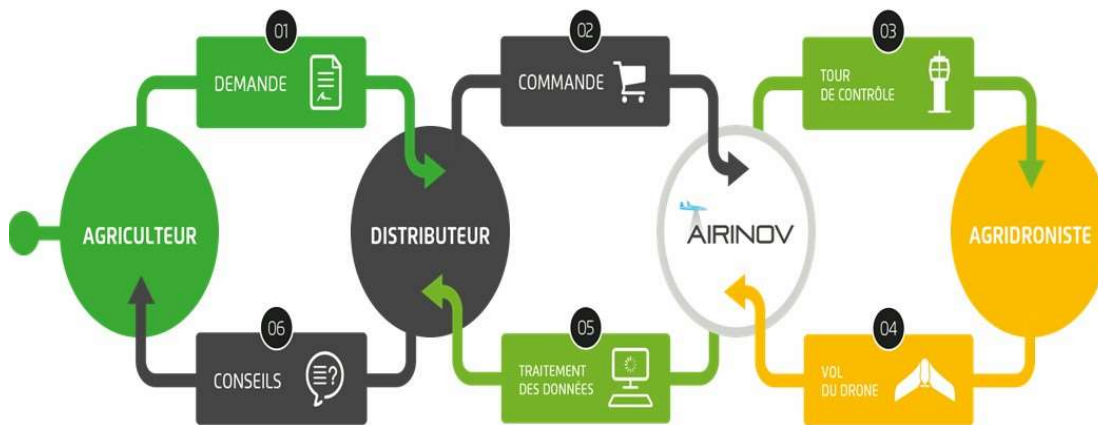 01
DEMANDE
02
COMMANDE
03
TOUR
DE CONTRÔLE
AGRICULTEUR
DISTRIBUTEUR
AIRINOV
AGRIDRONISTE
06
CONSEILS
05
TRAITEMENT
DES DONNÉES
04
VOL
DU DRONE